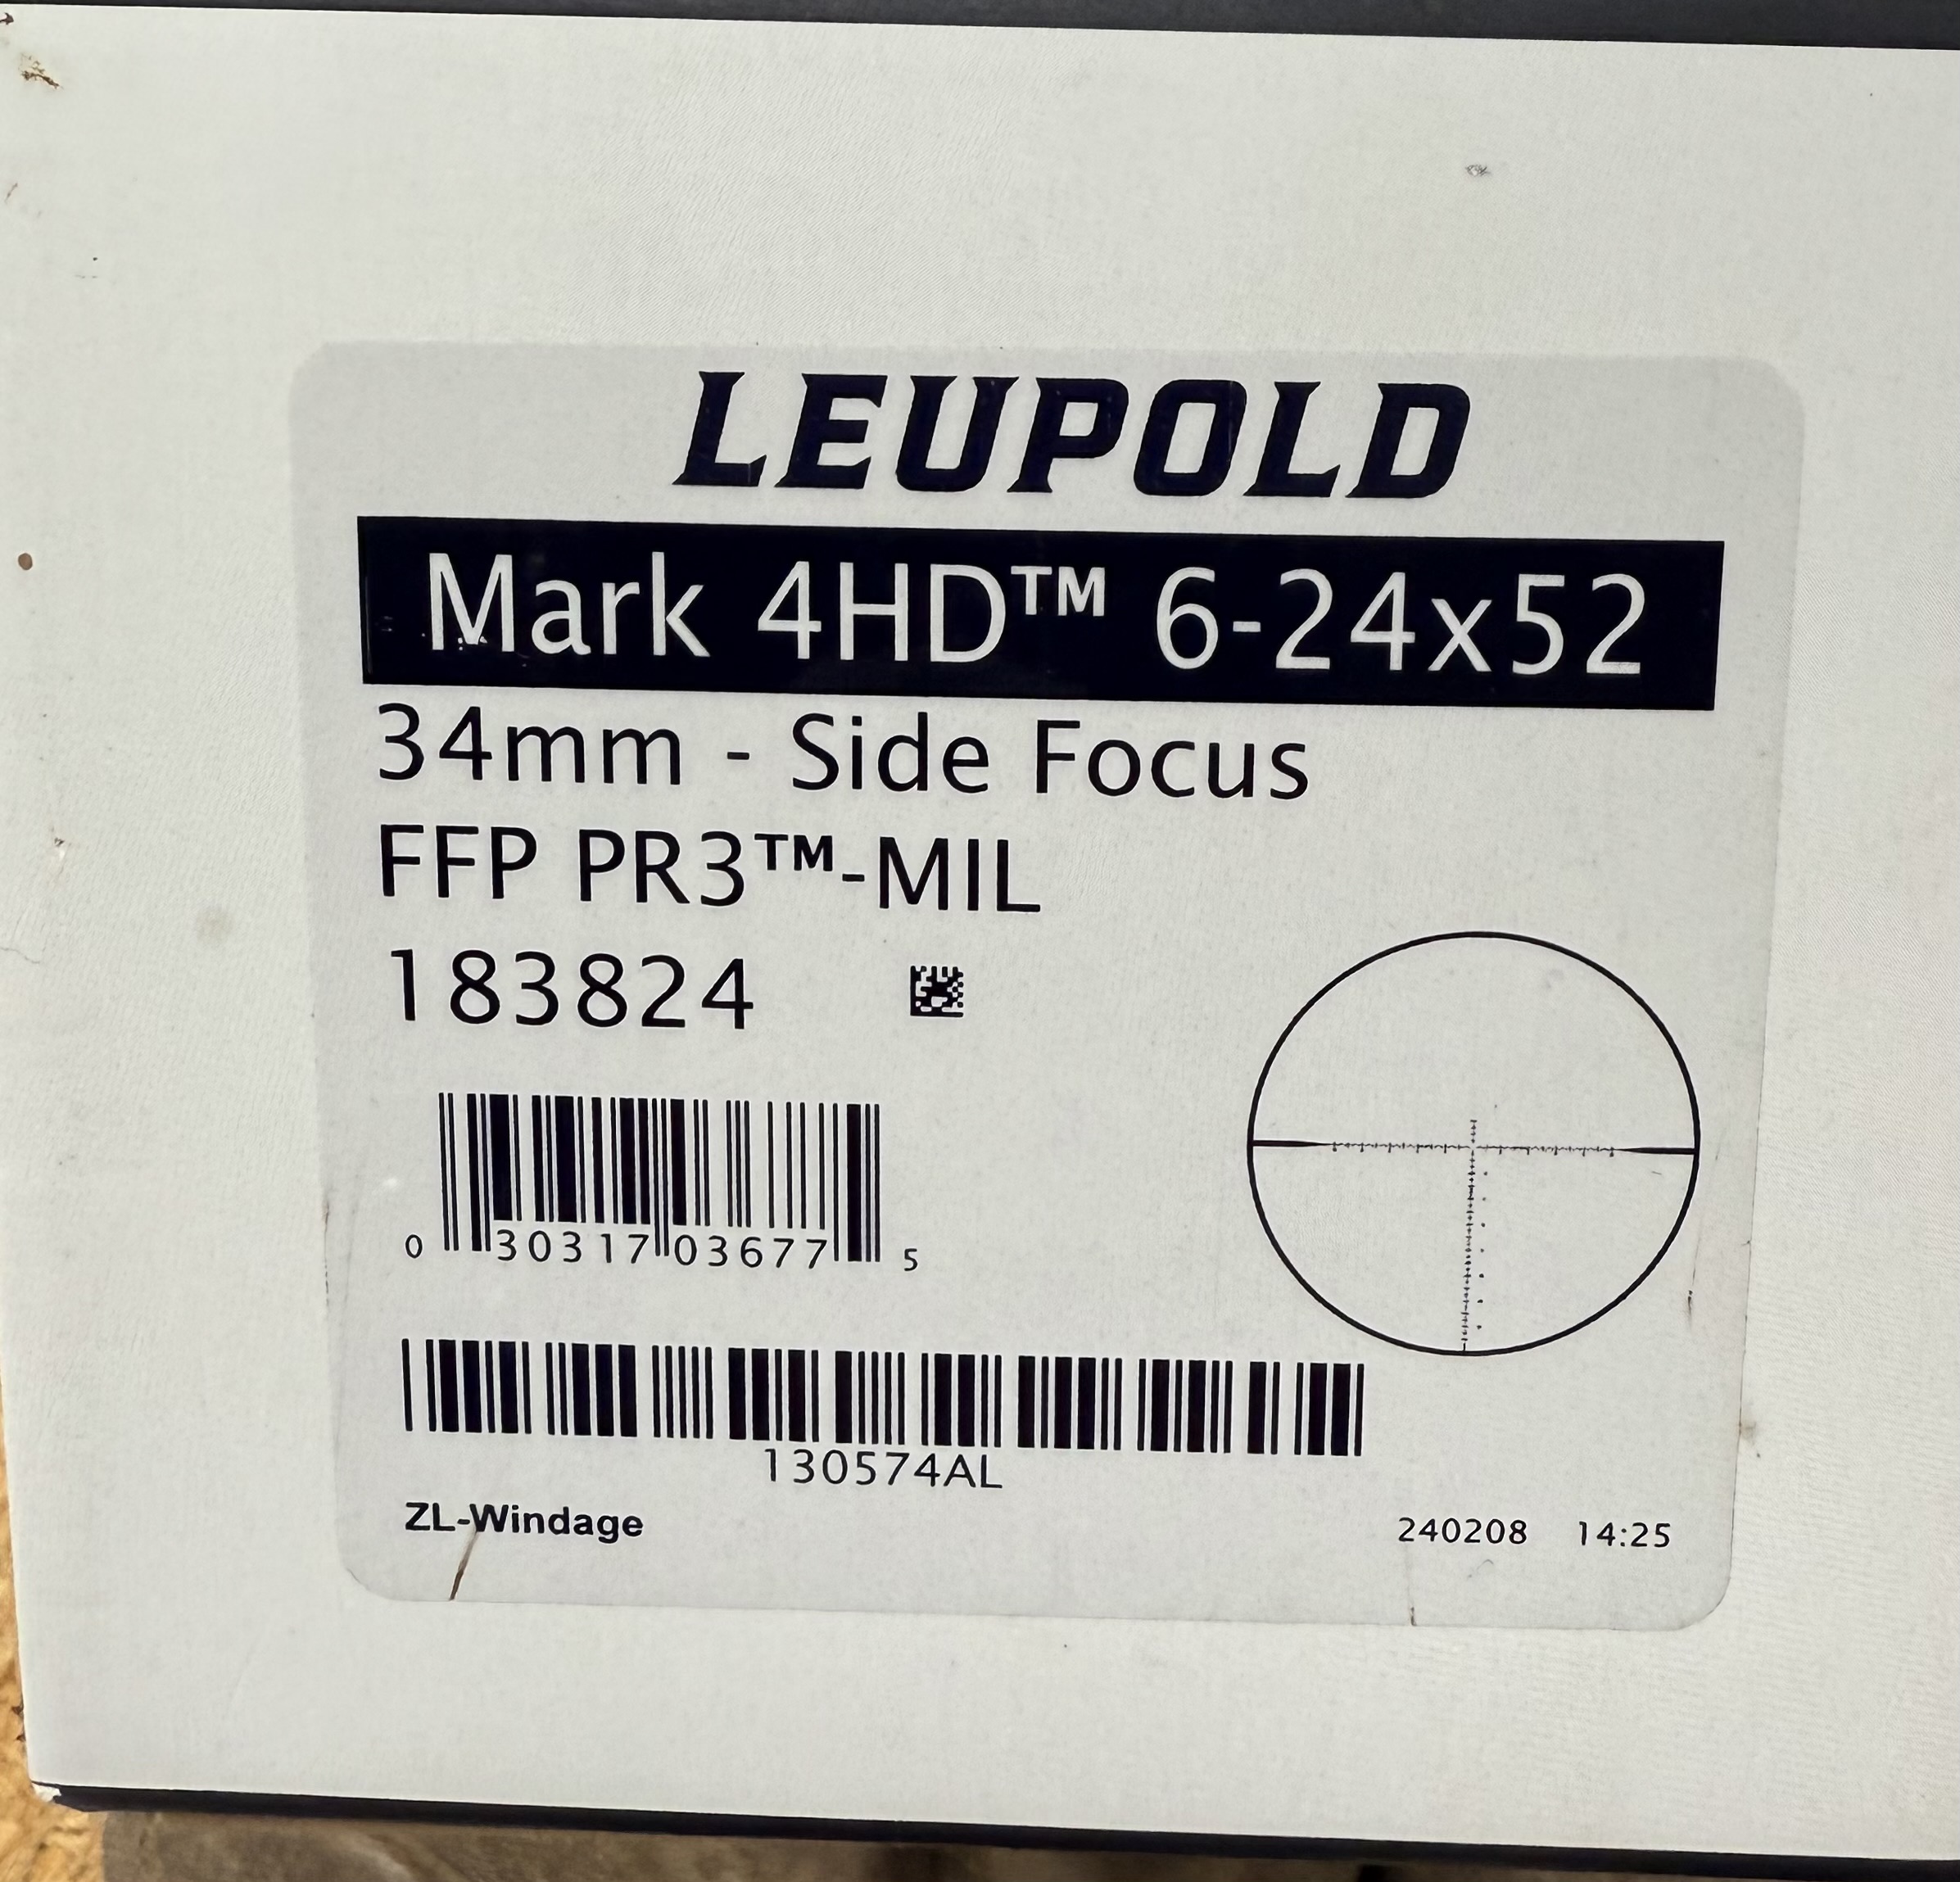 LEUPOLD
Mark 4HD™ 6-24x52
34mm - Side Focus
FFP PR3™-MIL
183824
0 30317 03677 5
130574AL
ZL-Windage
240208 14:25